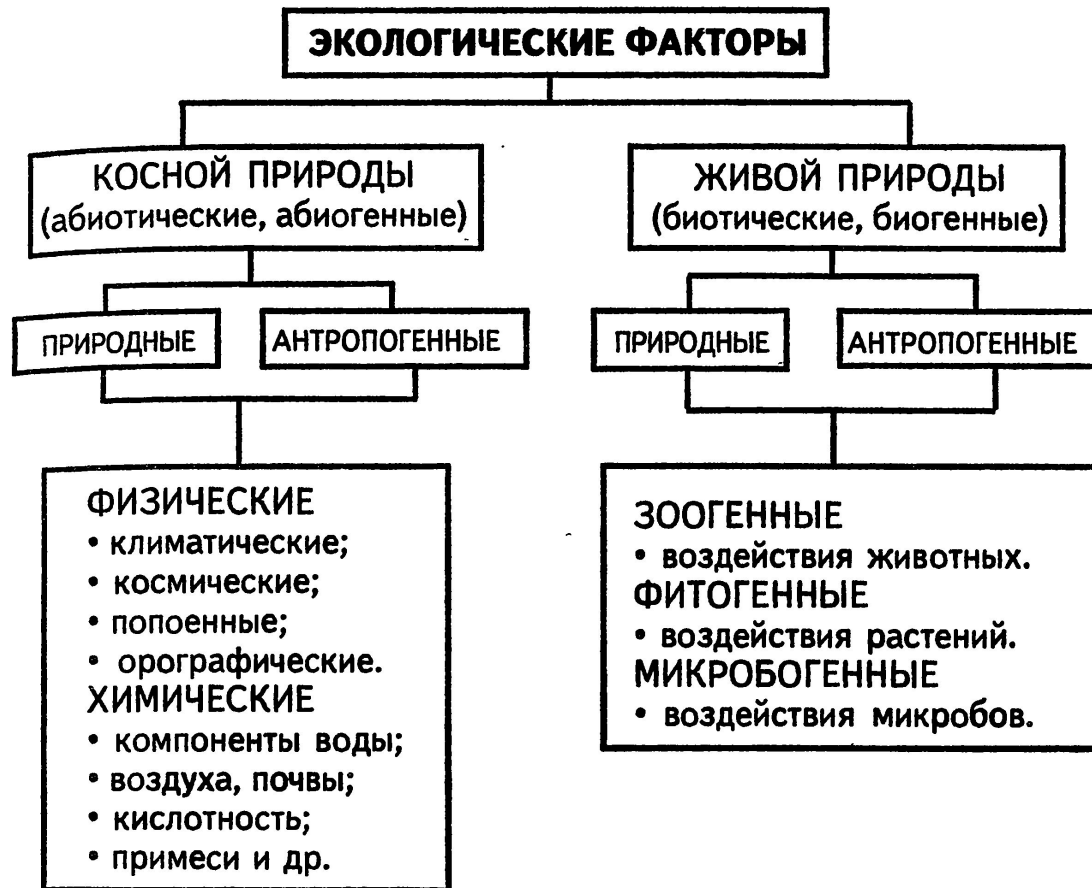 ЭКОЛОГИЧЕСКИЕ ФАКТОРЫ
КОСНОЙ ПРИРОДЫ
(абиотические, абиогенные)
ЖИВОЙ ПРИРОДЫ
(биотические, биогенные)
ПРИРОДНЫЕ
АНТРОПОГЕННЫЕ
ПРИРОДНЫЕ
АНТРОПОГЕННЫЕ
ФИЗИЧЕСКИЕ
• климатические;
• космические;
• попоенные;
• орографические.
ХИМИЧЕСКИЕ
• компоненты воды;
• воздуха, почвы;
• кислотность;
• примеси и др.
ЗООГЕННЫЕ
• воздействия животных.
ФИТОГЕННЫЕ
• воздействия растений.
МИКРОБОГЕННЫЕ
• воздействия микробов.